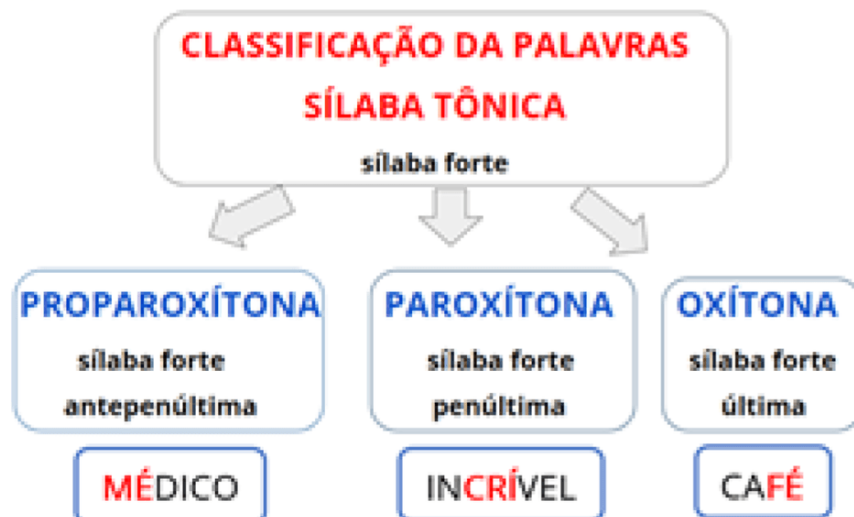 CLASSIFICAÇÃO DA PALAVRAS
SÍLABA TÔNICA
sílaba forte
PROPAROXÍTONA
sílaba forte
antepenúltima
MÉDICO
PAROXÍTONA
sílaba forte
penúltima
INCRÍVEL
OXÍTONA
sílaba forte
última
CAFÉ